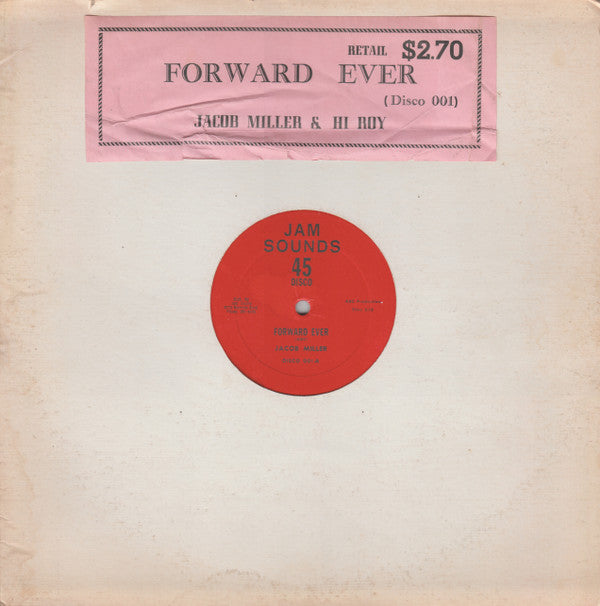 RETAIL $2.70
FORWARD EVER
(Disco 001)
JACOB MILLER & HI ROY
JAM
SOUNDS
45
DISCO
FORWARD EVER
JACOB MILLER